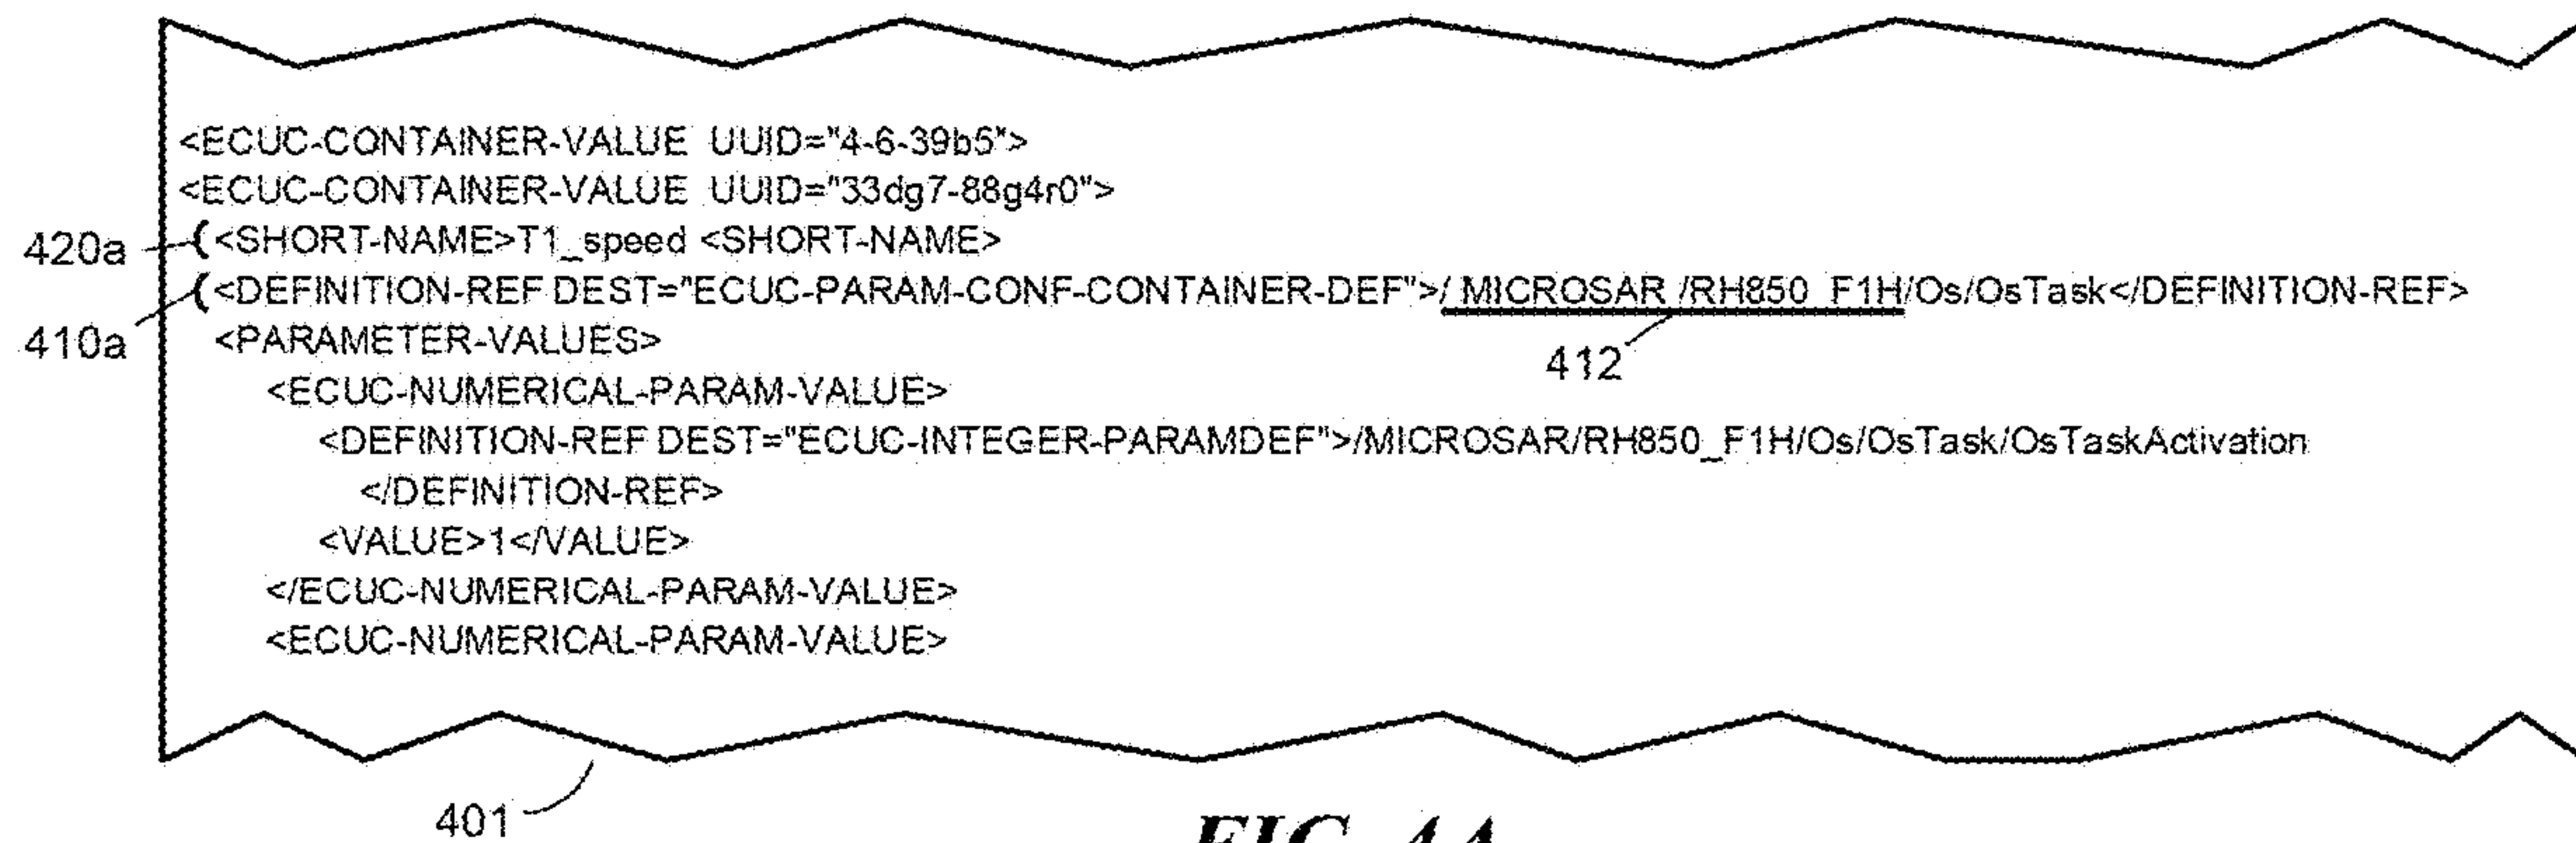 <ECUC-CONTAINER-VALUE UUID="4-6-39b5">
<ECUC-CONTAINER-VALUE UUID="33dg7-88g4r0">
420a <SHORT-NAME>T1_speed <SHORT-NAME>
410a <DEFINITION-REF DEST="ECUC-PARAM-CONF-CONTAINER-DEF">/ MICROSAR /RH850_F1H/Os/OsTask</DEFINITION-REF>
<PARAMETER-VALUES>
412
<ECUC-NUMERICAL-PARAM-VALUE>
<DEFINITION-REF DEST="ECUC-INTEGER-PARAMDEF">/MICROSAR/RH850_F1H/Os/OsTask/OsTaskActivation
</DEFINITION-REF>
<VALUE>1</VALUE>
</ECUC-NUMERICAL-PARAM-VALUE>
<ECUC-NUMERICAL-PARAM-VALUE>
401
FIG. 4A